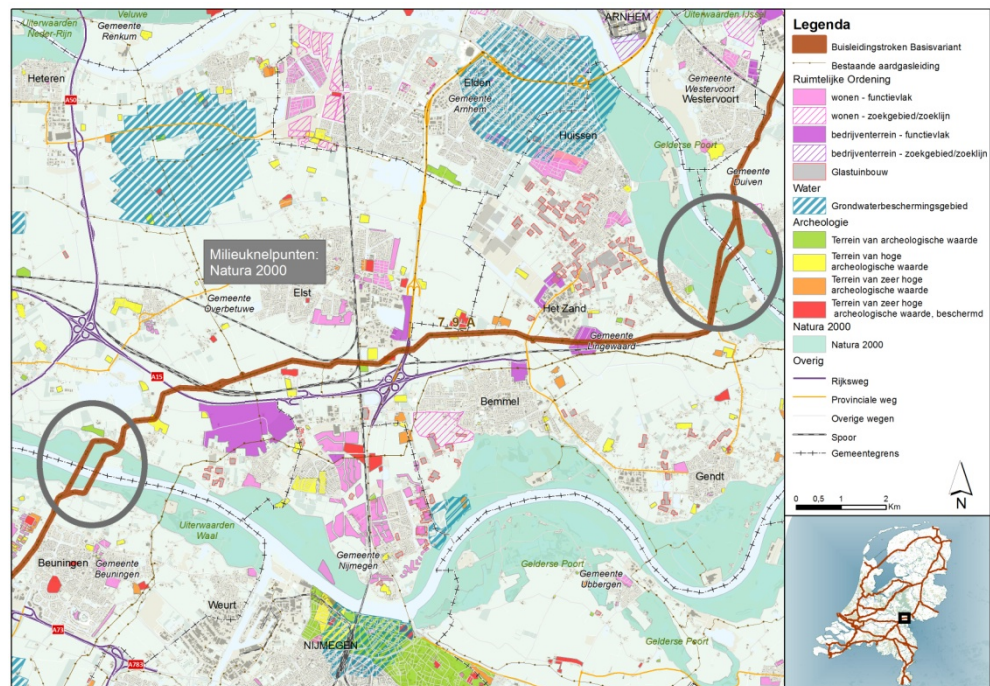 Veluwe
Uiterwaarden
Neder-Rijn
Gemeente
Renkum
ARNHEM
Uiterwaarden IJssel
Heteren
A50
Elden
Gemeente
Arnhem
Gemeente
Westervoort
Westervoort
Huissen
Gelderse Poort
Gemeente
Duiven
Milieuknelpunten:
Natura 2000
Elst
Gemeente
Overbetuwe
7_9_A
Het Zand
Gemeente
Lingewaard
A15
Bemmel
Gendt
Uiterwaarden
Waal
Beuningen
Gemeente
Beuningen
Gemeente
Nijmegen
Gelderse Poort
Gemeente
Ubbergen
Weurt
A73
A783
NIJMEGEN
Gelderse Poort
Legenda
Buisleidingstroken Basisvariant
Bestaande aardgasleiding
Ruimtelijke Ordening
wonen - functievlak
wonen - zoekgebied/zoeklijn
bedrijventerrein - functievlak
bedrijventerrein - zoekgebied/zoeklijn
Glastuinbouw
Water
Grondwaterbeschermingsgebied
Archeologie
Terrein van archeologische waarde
Terrein van hoge
archeologische waarde
Terrein van zeer hoge
archeologische waarde
Terrein van zeer hoge
archeologische waarde, beschermd
Natura 2000
Natura 2000
Overig
Rijksweg
Provinciale weg
Overige wegen
Spoor
Gemeentegrens
0 0,5 1 2
Km
N